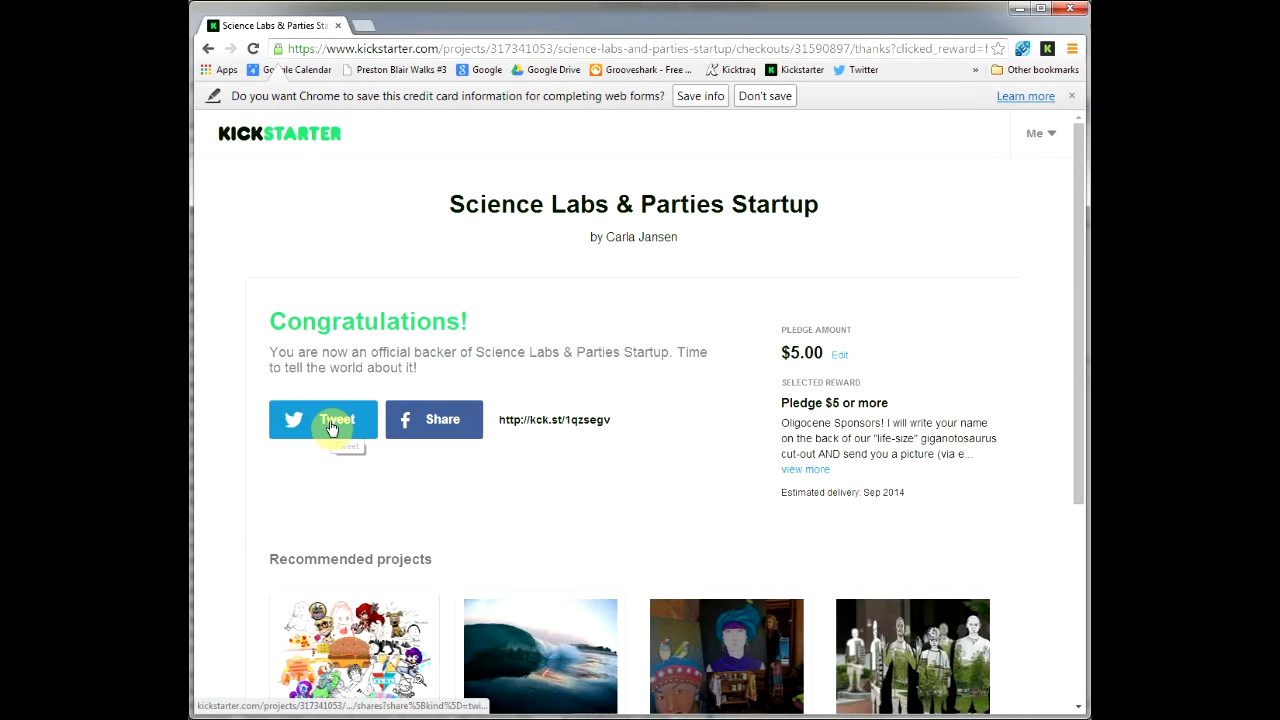 Science Labs & Parties Sta
https://www.kickstarter.com/projects/317341053/science-labs-and-parties-startup/checkouts/31590897/thanks?clicked_reward=f
Apps Google Calendar Preston Blair Walks #3 Google Google Drive Grooveshark - Free ... Kicktraq Kickstarter Twitter » Other bookmarks
Do you want Chrome to save this credit card information for completing web forms? Save info Don't save Learn more
KICKSTARTER
Me
Science Labs & Parties Startup
by Carla Jansen
Congratulations!
You are now an official backer of Science Labs & Parties Startup. Time
to tell the world about it!
Tweet Share http://kck.st/1qzsegv
Tweet
PLEDGE AMOUNT
$5.00 Edit
SELECTED REWARD
Pledge $5 or more
Oligocene Sponsors! I will write your name
on the back of our "life-size" giganotosaurus
cut-out AND send you a picture (via e...
view more
Estimated delivery: Sep 2014
Recommended projects
kickstarter.com/projects/317341053/.../shares?share%5Bkind%5D=twi...